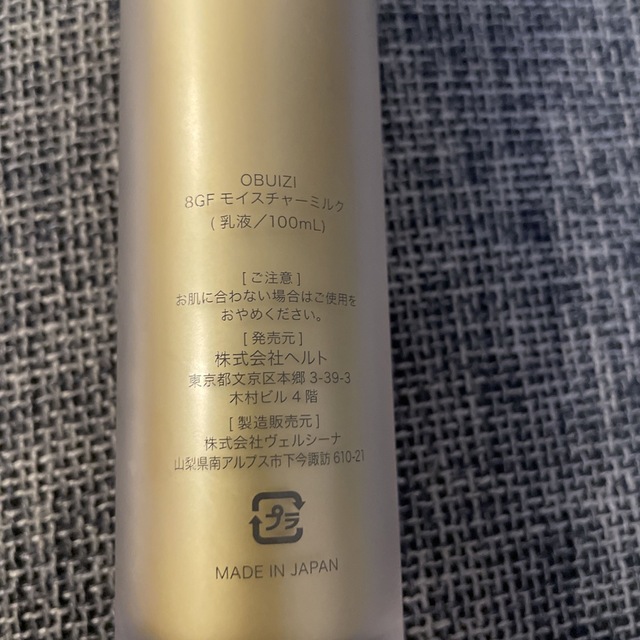 OBUIZI
8GF モイスチャーミルク
( 乳液／100mL)
[ ご注意 ]
お肌に合わない場合はご使用を
おやめください。
[ 発売元 ]
株式会社ヘルト
東京都文京区本郷 3-39-3
木村ビル 4 階
[ 製造販売元 ]
株式会社ヴェルシーナ
山梨県南アルプス市下今諏訪 610-21
プラ
MADE IN JAPAN